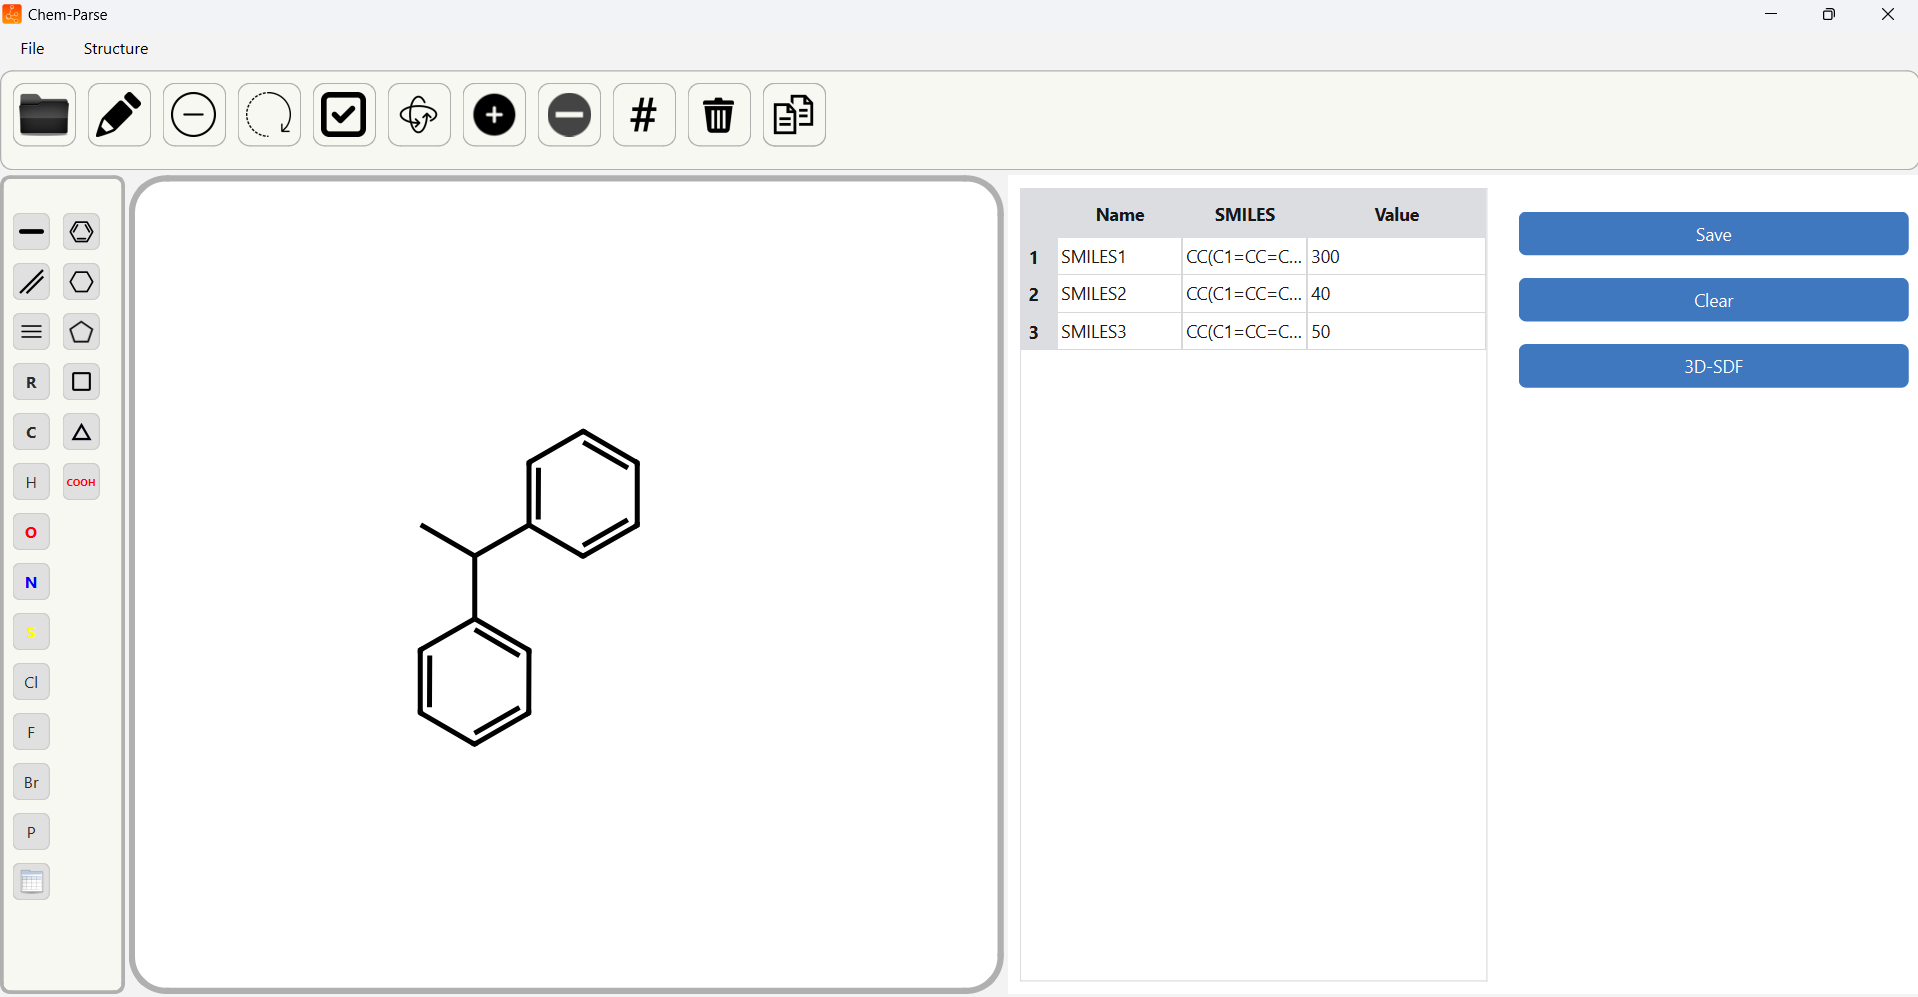 Chem-Parse
File Structure
#
Name SMILES Value
1 SMILES1 CC(C1=CC=C... 300
2 SMILES2 CC(C1=CC=C... 40
3 SMILES3 CC(C1=CC=C... 50
Save
Clear
3D-SDF
R
C
H COOH
O
N
S
Cl
F
Br
P